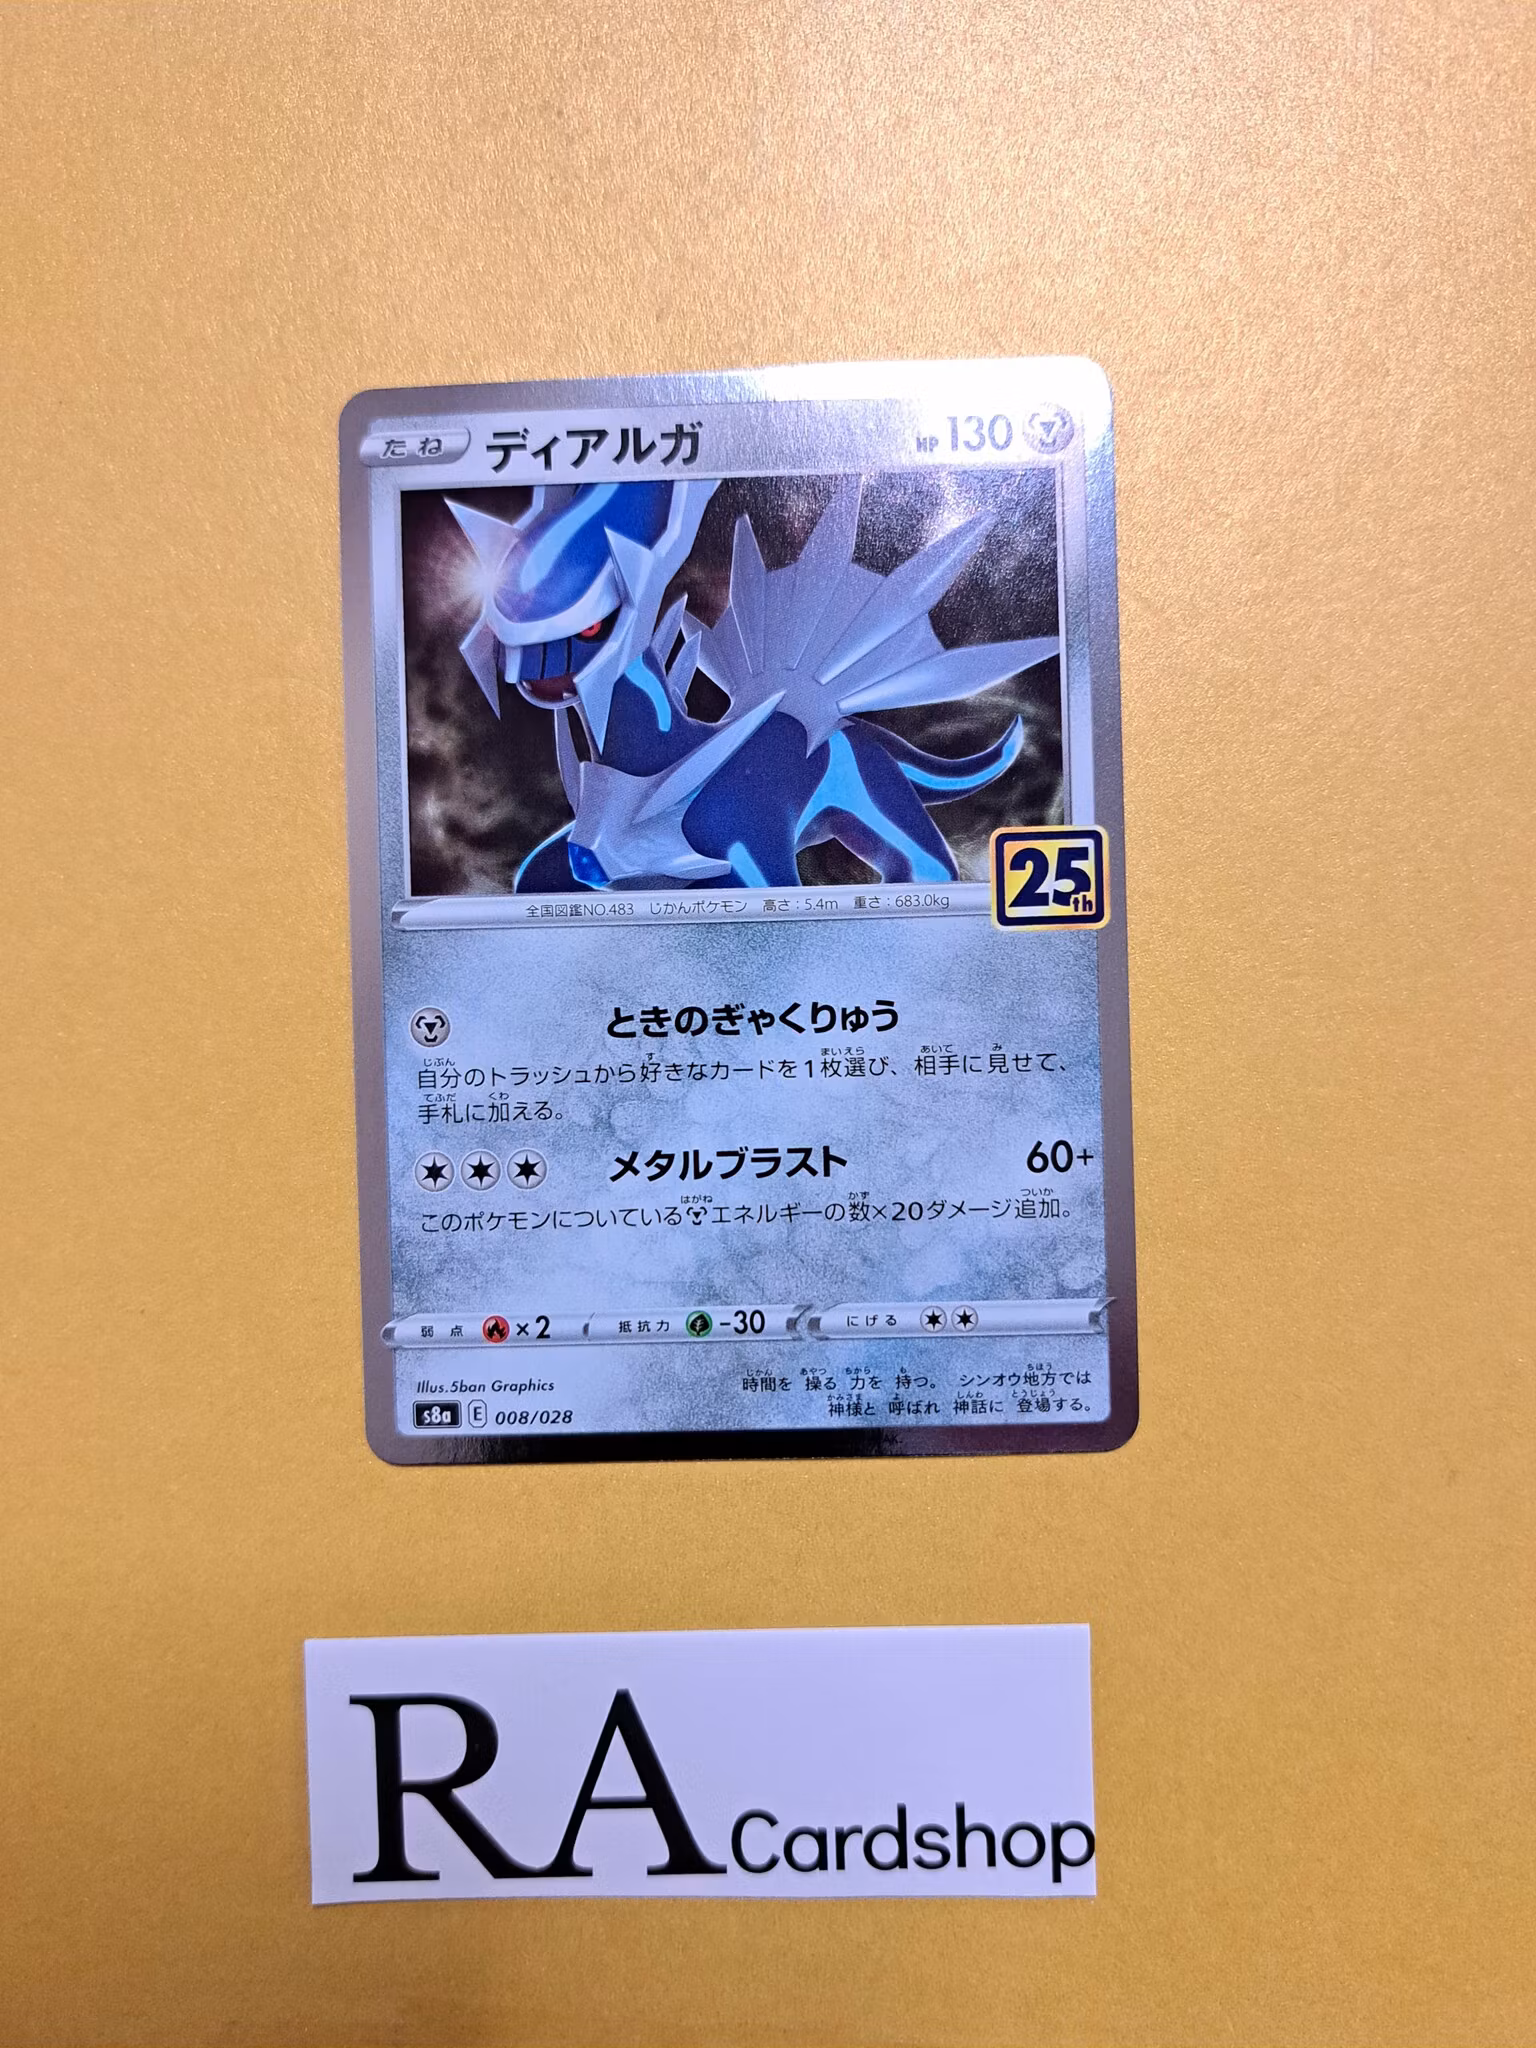 たね ディアルガ HP 130
25th
全国図鑑NO.483 じかんポケモン 高さ:5.4m 重さ:683.0kg
ときのぎゃくりゅう
自分のトラッシュから好きなカードを1枚選び、相手に見せて、
手札に加える。
メタルブラスト 60+
このポケモンについているエネルギーの数×20ダメージ追加。
弱点 ×2 抵抗力 -30 にげる
Illus.5ban Graphics
時間を 操る 力を 持つ。 シンオウ地方では
神様と 呼ばれ 神話に 登場する。
s8a E 008/028
RA Cardshop